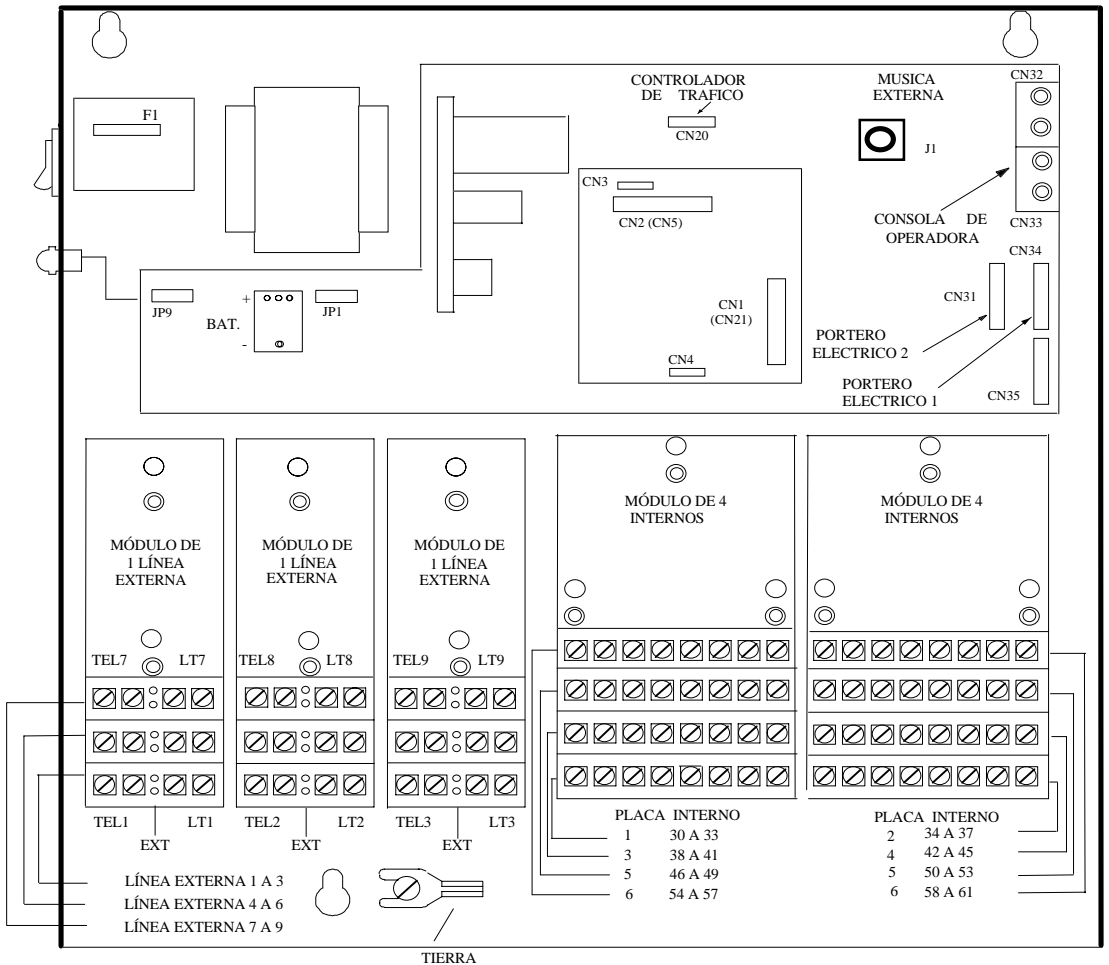 CONTROLADOR
DE TRAFICO
CN20
MUSICA
EXTERNA
J1
CN32
F1
CN3
CN2 (CN5)
CONSOLA DE
OPERADORA
CN33
CN34
CN31
CN1
(CN21)
JP9
+
BAT.
-
JP1
PORTERO
ELECTRICO 2
CN4
PORTERO
ELECTRICO 1
CN35
MÓDULO DE
1 LÍNEA
EXTERNA
MÓDULO DE
1 LÍNEA
EXTERNA
MÓDULO DE
1 LÍNEA
EXTERNA
MÓDULO DE 4
INTERNOS
MÓDULO DE 4
INTERNOS
TEL7 LT7
TEL8 LT8
TEL9 LT9
TEL1 LT1
EXT
TEL2 LT2
EXT
TEL3 LT3
EXT
LÍNEA EXTERNA 1 A 3
LÍNEA EXTERNA 4 A 6
LÍNEA EXTERNA 7 A 9
TIERRA
PLACA INTERNO
1 30 A 33
3 38 A 41
5 46 A 49
6 54 A 57
PLACA INTERNO
2 34 A 37
4 42 A 45
5 50 A 53
6 58 A 61